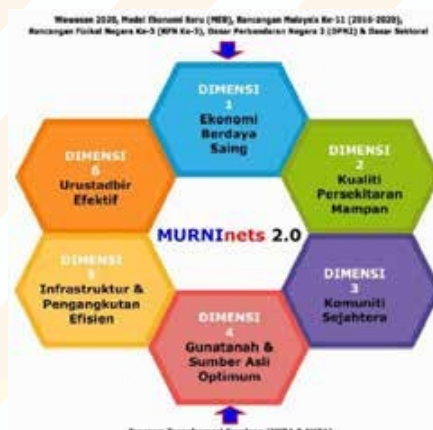 Wawasan 2020, Model Ekonomi Baru (MEB), Rancangan Malaysia Ke-11 (2016-2020),
Rancangan Fizikal Negara Ke-3 (RFN Ke-3), Dasar Perbandaran Negara 2 (DPN2) & Dasar Sektoral
DIMENSI
1
Ekonomi
Berdaya
Saing
DIMENSI
2
Kualiti
Persekitaran
Mampan
DIMENSI
3
Komuniti
Sejahtera
DIMENSI
4
Gunatanah &
Sumber Asli
Optimum
DIMENSI
5
Infrastruktur &
Pengangkutan
Efisien
DIMENSI
6
Urustadbir
Efektif
MURNInets 2.0